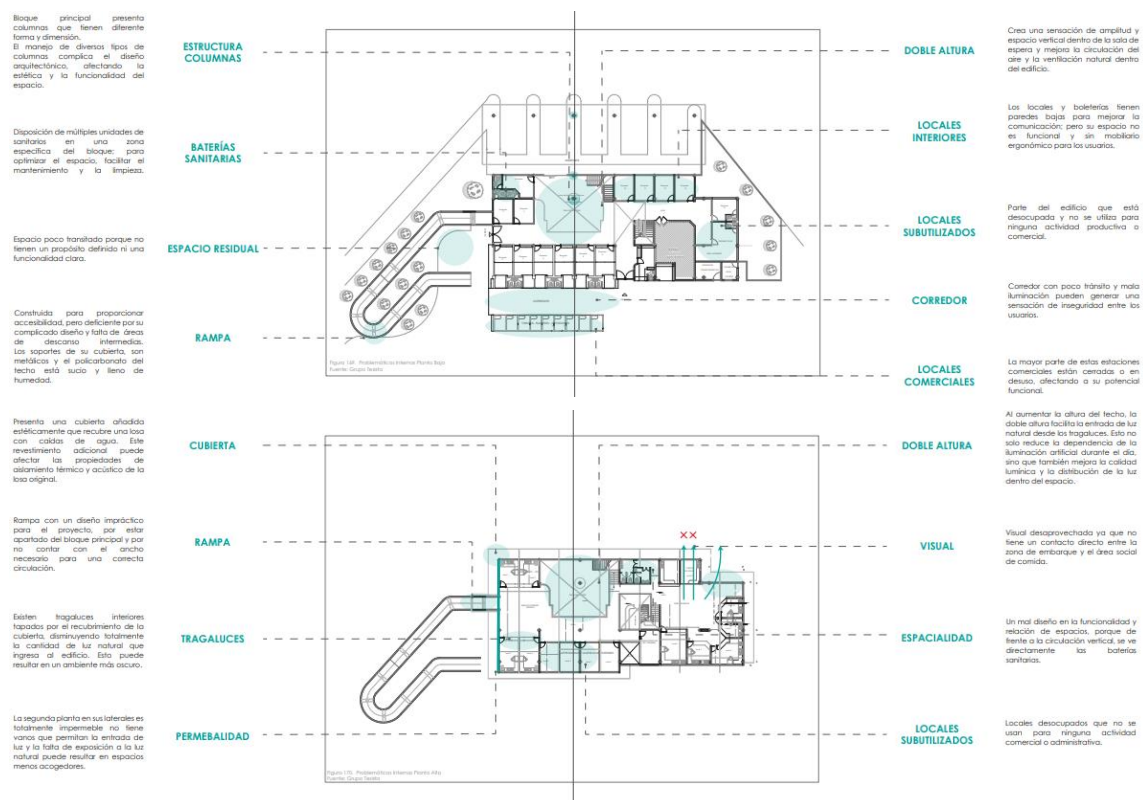 Bloque principal presenta
columnas que tienen diferente
forma y dimensión.
El manejo de diversos tipos de
columnas complica el diseño
arquitectónico, afectando la
estética y la funcionalidad del
espacio.
ESTRUCTURA
COLUMNAS
Disposición de múltiples unidades de
sanitarios en una zona
específica del bloque; para
optimizar el espacio, facilitar el
mantenimiento y la limpieza.
BATERÍAS
SANITARIAS
Espacio poco transitado porque no
tienen un propósito definido ni una
funcionalidad clara.
ESPACIO RESIDUAL
Construida para proporcionar
accesibilidad, pero deficiente por su
complicado diseño y falta de áreas
de descanso intermedias.
Los soportes de su cubierta, son
metálicos y el policarbonato del
techo está sucio y lleno de
humedad.
RAMPA
DOBLE ALTURA
Crea una sensación de amplitud y
espacio vertical dentro de la sala de
espera y mejora la circulación del
aire y la ventilación natural dentro
del edificio.
LOCALES
INTERIORES
Los locales y boleterías tienen
paredes bajas para mejorar la
comunicación; pero su espacio no
es funcional y sin mobiliario
ergonómico para los usuarios.
LOCALES
SUBUTILIZADOS
Parte del edificio que está
desocupada y no se utiliza para
ninguna actividad productiva o
comercial.
CORREDOR
Corredor con poco tránsito y mala
iluminación pueden generar una
sensación de inseguridad entre los
usuarios.
LOCALES
COMERCIALES
La mayor parte de estas estaciones
comerciales están cerradas o en
desuso, afectando a su potencial
funcional.
Figura 169. Problemáticas Internas Planta Baja
Fuente: Grupo Tesista
Presenta una cubierta añadida
estéticamente que recubre una losa
con caídas de agua. Este
revestimiento adicional puede
afectar las propiedades de
aislamiento térmico y acústico de la
losa original.
CUBIERTA
Rampa con un diseño impráctico
para el proyecto, por estar
apartado del bloque principal y por
no contar con el ancho
necesario para una correcta
circulación.
RAMPA
Existen tragaluces interiores
tapados por el recubrimiento de la
cubierta, disminuyendo totalmente
la cantidad de luz natural que
ingresa al edificio. Esto puede
resultar en un ambiente más oscuro.
TRAGALUCES
La segunda planta en sus laterales es
totalmente impermeble no tiene
vanos que permitan la entrada de
luz y la falta de exposición a la luz
natural puede resultar en espacios
menos acogedores.
PERMEBALIDAD
DOBLE ALTURA
Al aumentar la altura del techo, la
doble altura facilita la entrada de luz
natural desde los tragaluces. Esto no
solo reduce la dependencia de la
iluminación artificial durante el día,
sino que también mejora la calidad
lumínica y la distribución de la luz
dentro del espacio.
VISUAL
Visual desaprovechada ya que no
tiene un contacto directo entre la
zona de embarque y el área social
de comida.
ESPACIALIDAD
Un mal diseño en la funcionalidad y
relación de espacios, porque de
frente a la circulación vertical, se ve
directamente las baterías
sanitarias.
LOCALES
SUBUTILIZADOS
Locales desocupados que no se
usan para ninguna actividad
comercial o administrativa.
Figura 170. Problemáticas Internas Planta Alta
Fuente: Grupo Tesista